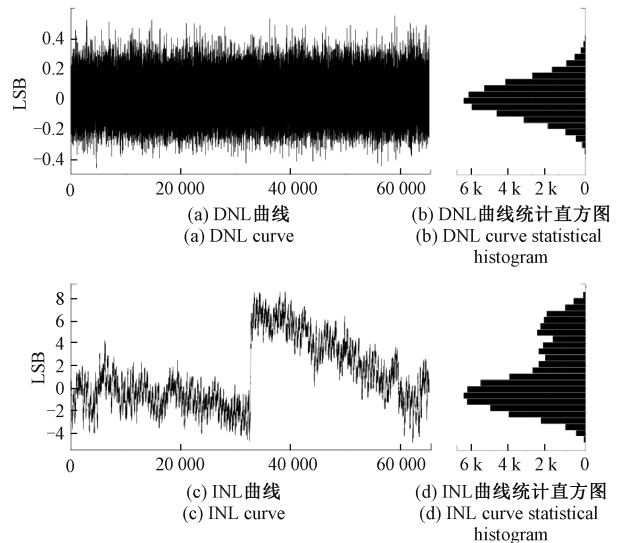 LSB
0.4
0.2
0
−0.2
−0.4
0 20 000 40 000 60 000
6 k 4 k 2 k 0
(a) DNL曲线
(a) DNL curve
(b) DNL曲线统计直方图
(b) DNL curve statistical
histogram
LSB
8
6
4
2
0
−2
−4
0 20 000 40 000 60 000
6 k 4 k 2 k 0
(c) INL曲线
(c) INL curve
(d) INL曲线统计直方图
(d) INL curve statistical
histogram